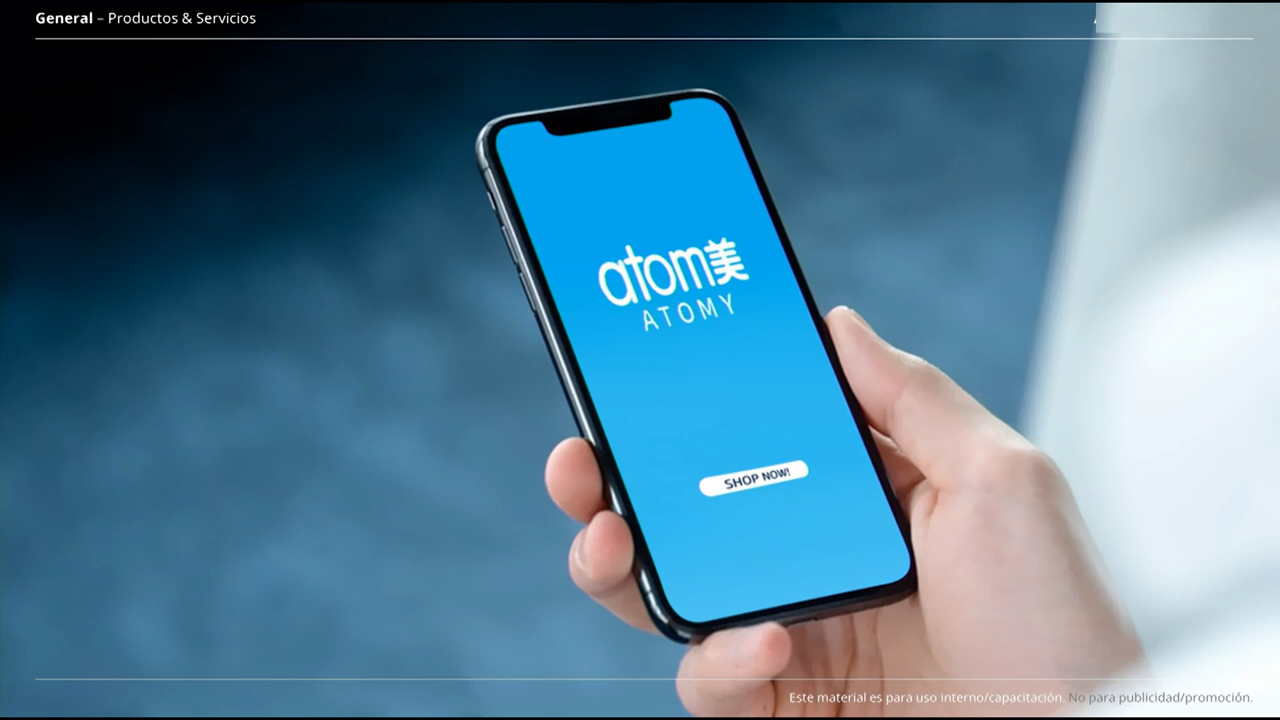 General – Productos & Servicios
atom美
ATOMY
SHOP NOW!
Este material es para uso interno/capacitación. No para publicidad/promoción.